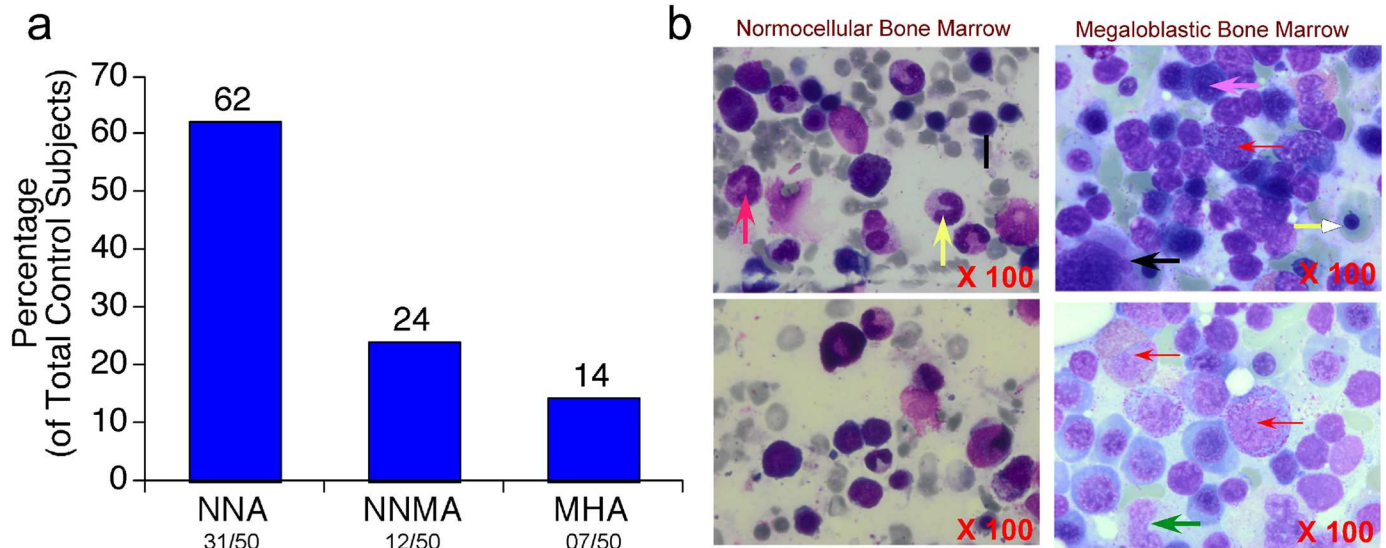 a
Percentage
(of Total Control Subjects)
70
60
50
40
30
20
10
0
62
24
14
NNA
NNMA
MHA
31/50
12/50
07/50
b
Normocellular Bone Marrow
Megaloblastic Bone Marrow
X 100
X 100
X 100
X 100